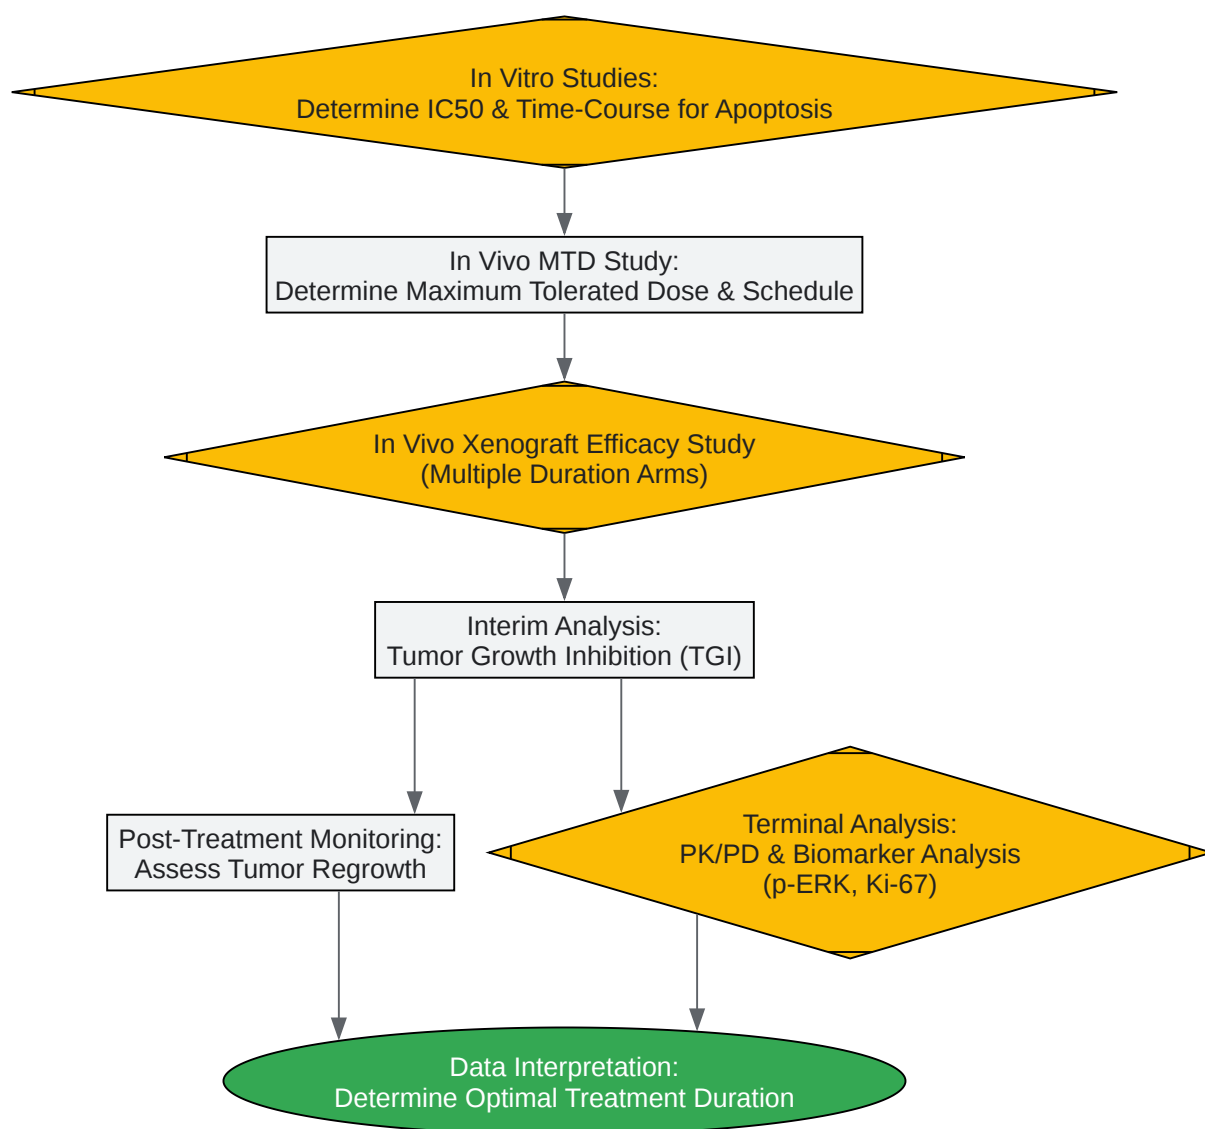 In Vitro Studies:
Determine IC50 & Time-Course for Apoptosis
In Vivo MTD Study:
Determine Maximum Tolerated Dose & Schedule
In Vivo Xenograft Efficacy Study
(Multiple Duration Arms)
Interim Analysis:
Tumor Growth Inhibition (TGI)
Post-Treatment Monitoring:
Assess Tumor Regrowth
Terminal Analysis:
PK/PD & Biomarker Analysis
(p-ERK, Ki-67)
Data Interpretation:
Determine Optimal Treatment Duration